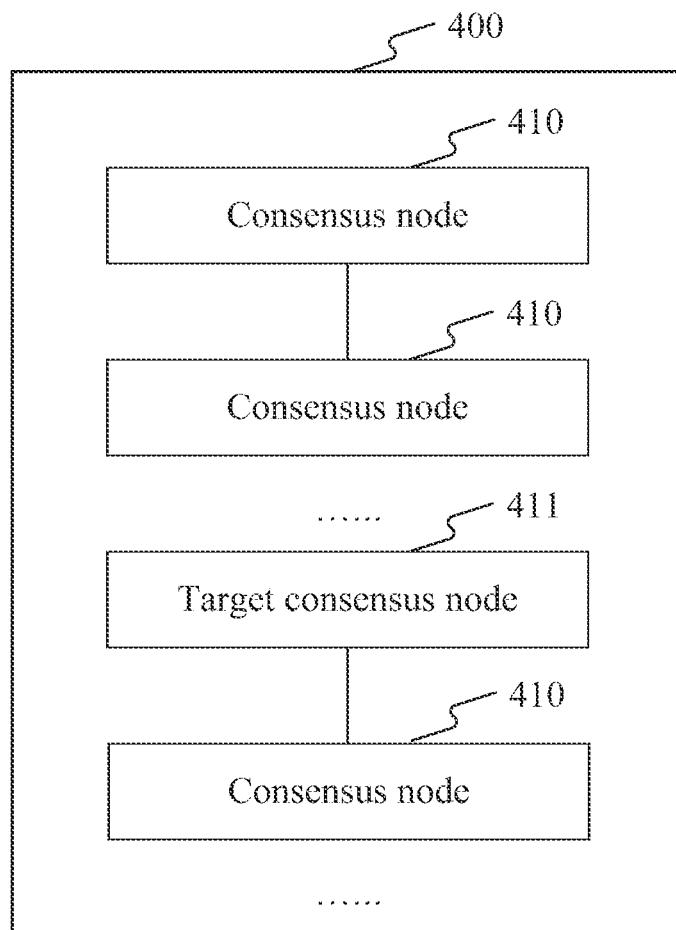 400
410
Consensus node
410
Consensus node
......
411
Target consensus node
410
Consensus node
......